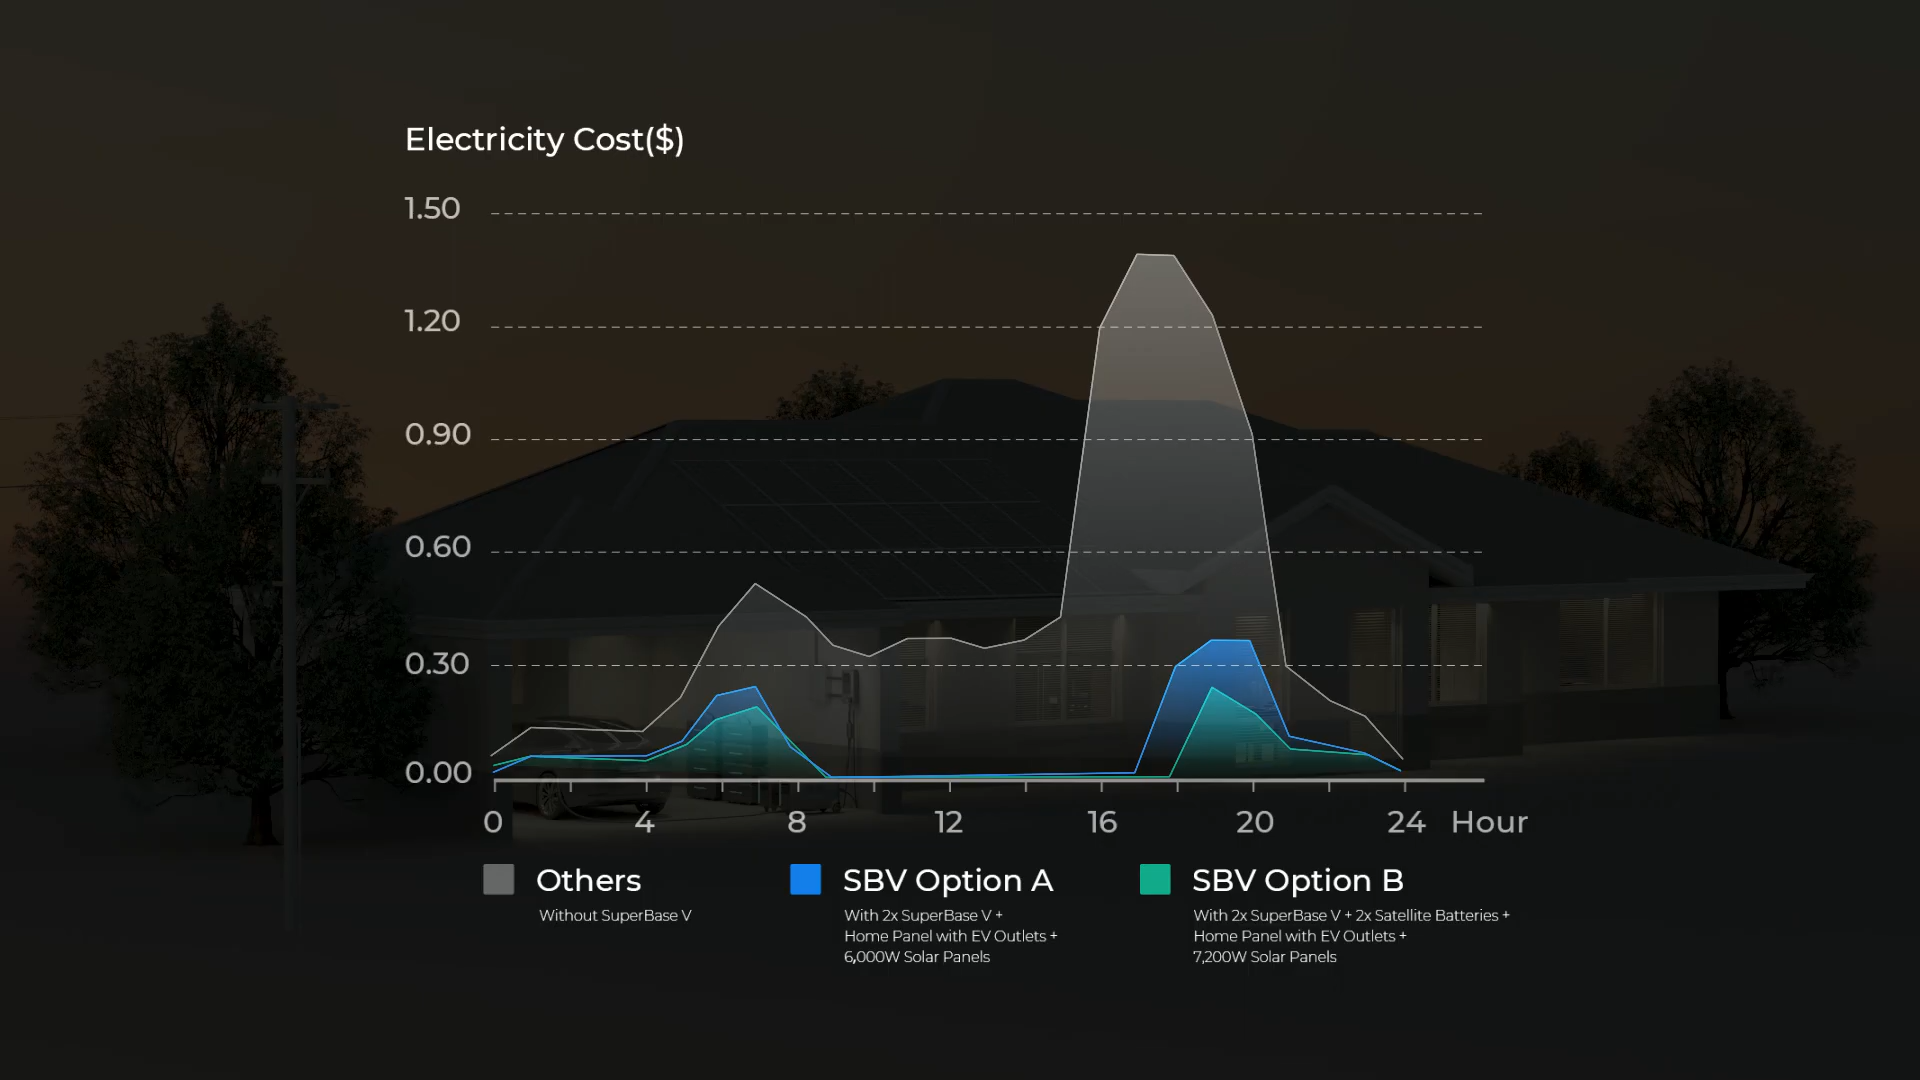 Electricity Cost($)
1.50
1.20
0.90
0.60
0.30
0.00
0 4 8 12 16 20 24 Hour
Others
Without SuperBase V
SBV Option A
With 2x SuperBase V +
Home Panel with EV Outlets +
6,000W Solar Panels
SBV Option B
With 2x SuperBase V + 2x Satellite Batteries +
Home Panel with EV Outlets +
7,200W Solar Panels